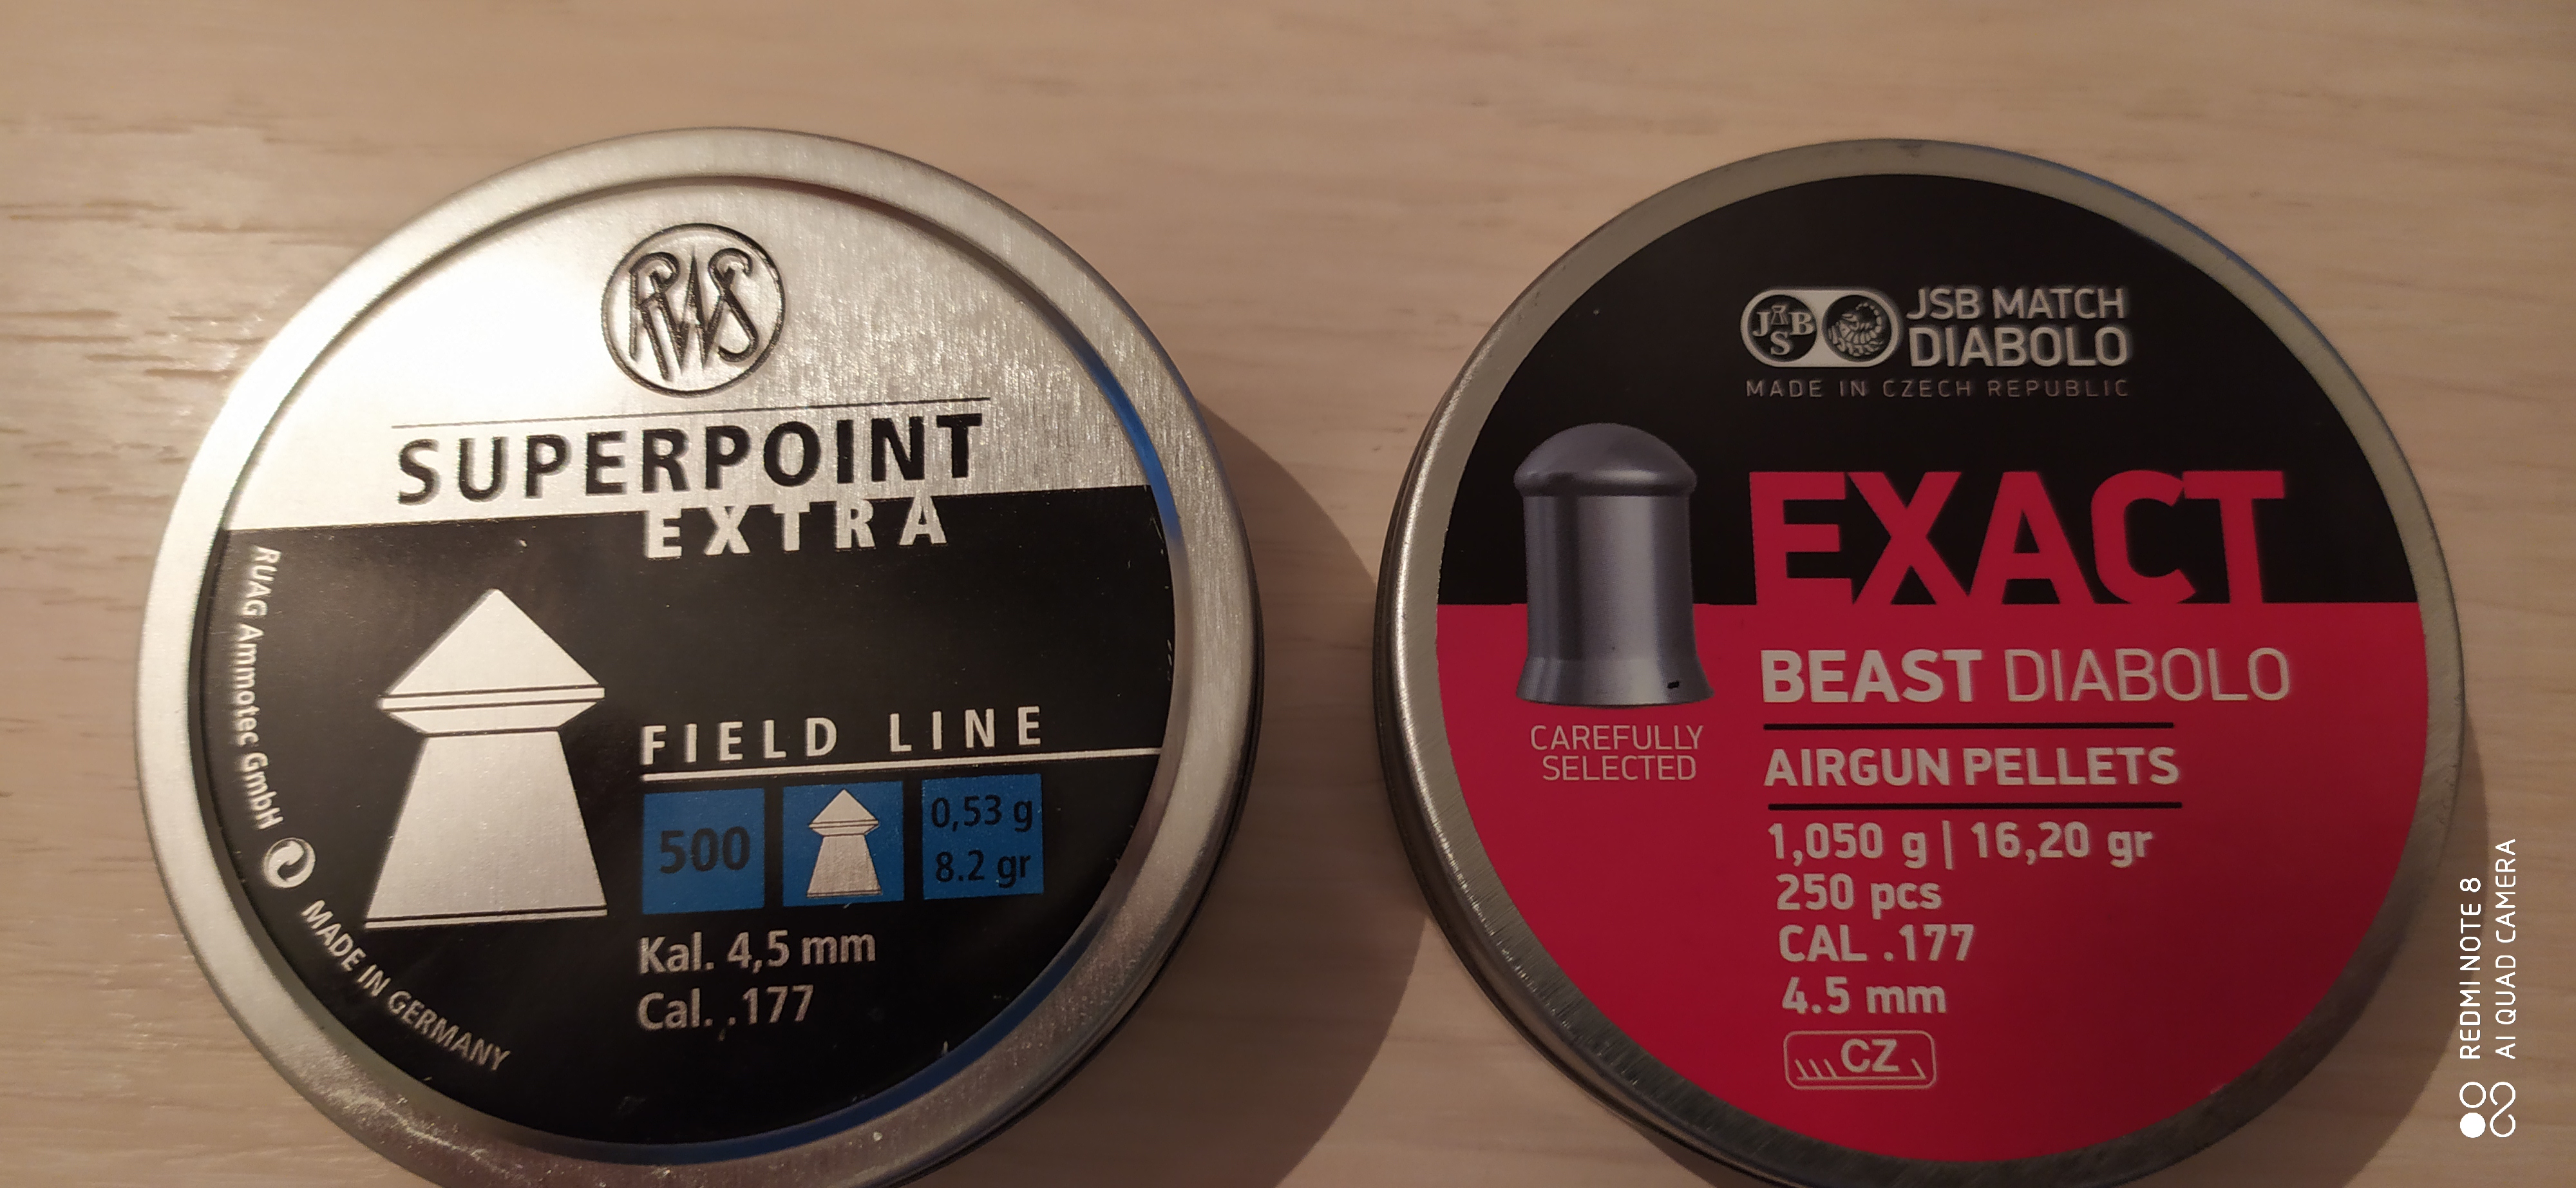 RWS
SUPERPOINT
EXTRA
FIELD LINE
500
0,53 g
8.2 gr
Kal. 4,5 mm
Cal. .177
RUAG Ammotec GmbH
MADE IN GERMANY
JSB
JSB MATCH
DIABOLO
MADE IN CZECH REPUBLIC
EXACT
BEAST DIABOLO
CAREFULLY
SELECTED
AIRGUN PELLETS
1,050 g | 16,20 gr
250 pcs
CAL .177
4.5 mm
CZ
REDMI NOTE 8
AI QUAD CAMERA